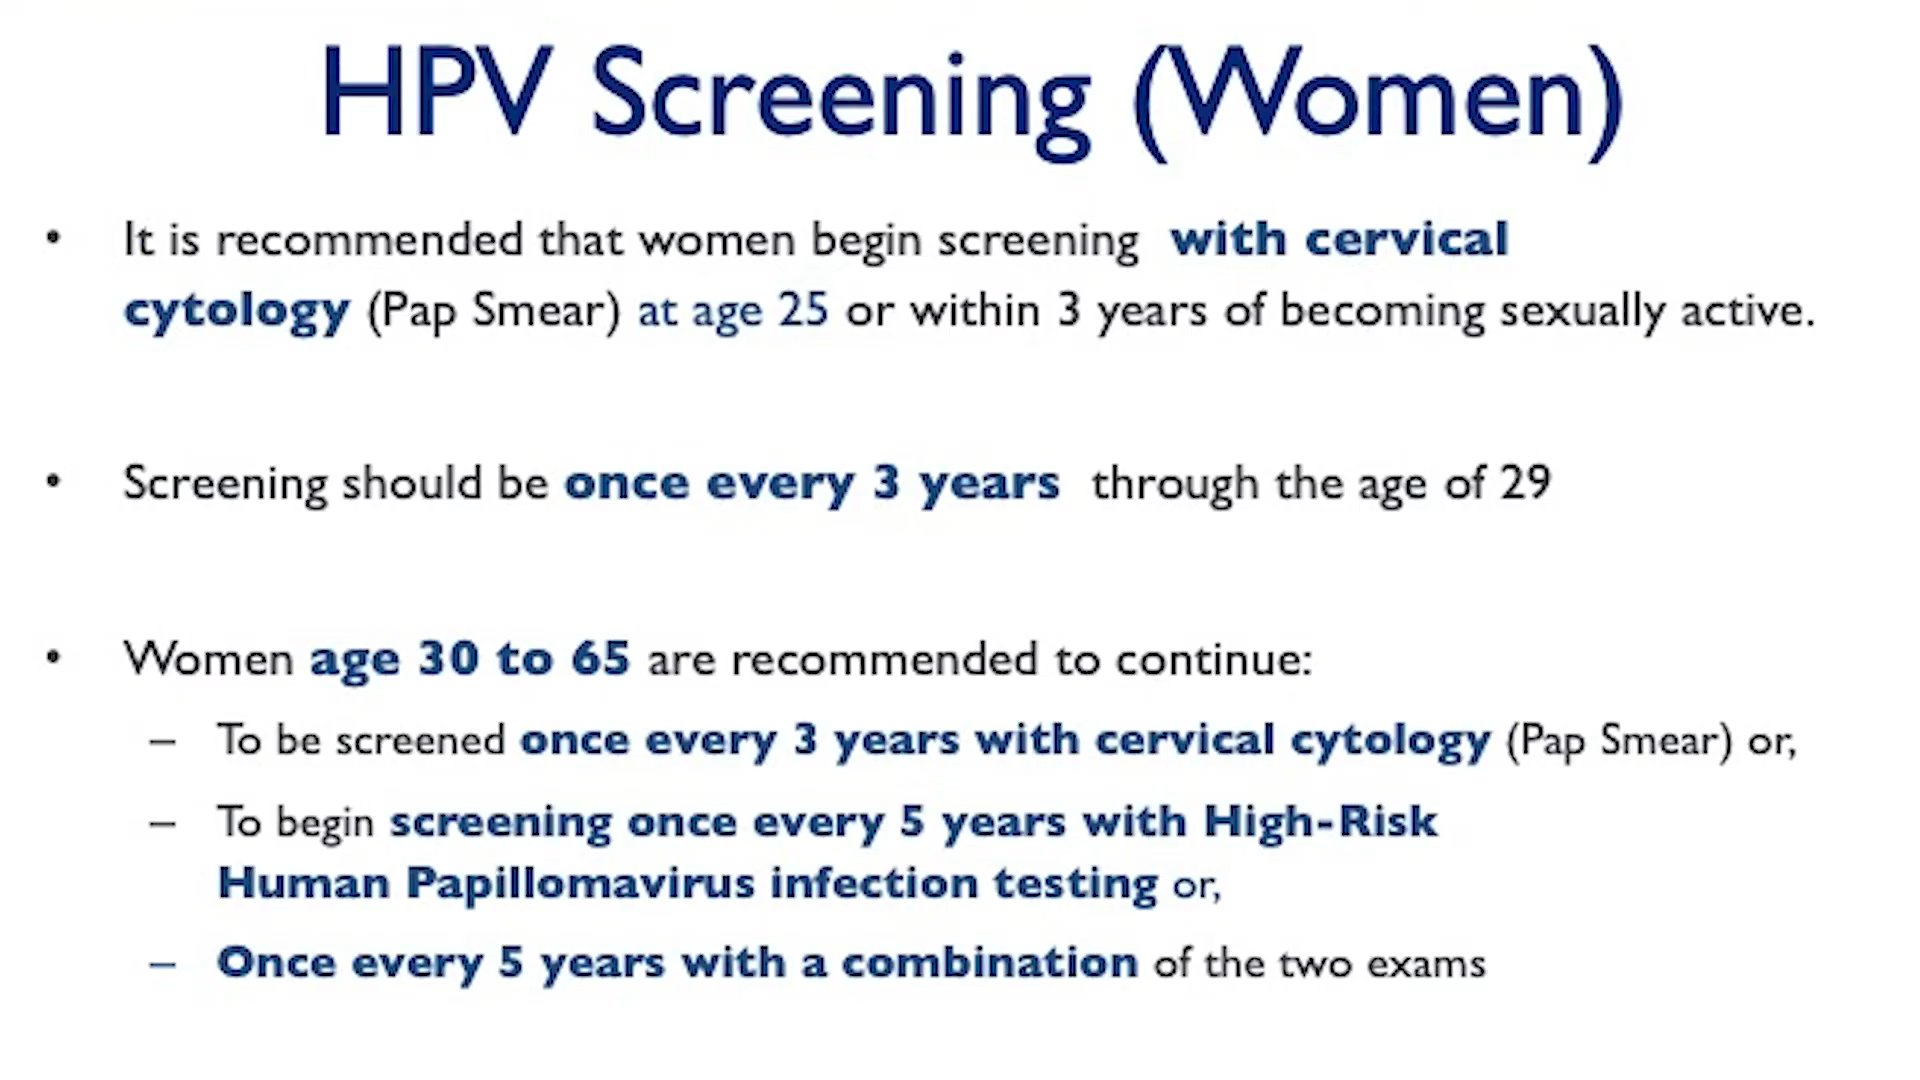 HPV Screening (Women)
• It is recommended that women begin screening with cervical
cytology (Pap Smear) at age 25 or within 3 years of becoming sexually active.
• Screening should be once every 3 years through the age of 29
• Women age 30 to 65 are recommended to continue:
– To be screened once every 3 years with cervical cytology (Pap Smear) or,
– To begin screening once every 5 years with High-Risk
Human Papillomavirus infection testing or,
– Once every 5 years with a combination of the two exams